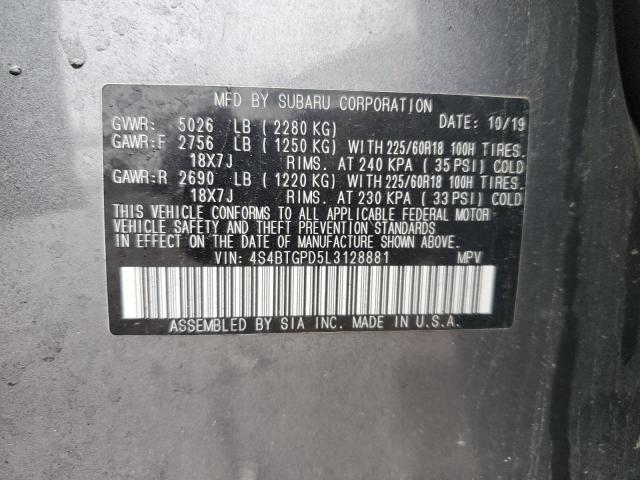 MFD BY SUBARU CORPORATION DATE: 10/19
GVWR: 5026 LB (2280 KG)
GAWR:F 2756 LB (1250 KG) WITH 225/60R18 100H TIRES.
18X7J RIMS. AT 240 KPA (35 PSI) COLD
GAWR:R 2690 LB (1220 KG) WITH 225/60R18 100H TIRES.
18X7J RIMS. AT 230 KPA (33 PSI) COLD
THIS VEHICLE CONFORMS TO ALL APPLICABLE FEDERAL MOTOR
VEHICLE SAFETY AND THEFT PREVENTION STANDARDS
IN EFFECT ON THE DATE OF MANUFACTURE SHOWN ABOVE.
VIN: 4S4BTGPD5L3128881 MPV
ASSEMBLED BY SIA INC. MADE IN U.S.A.